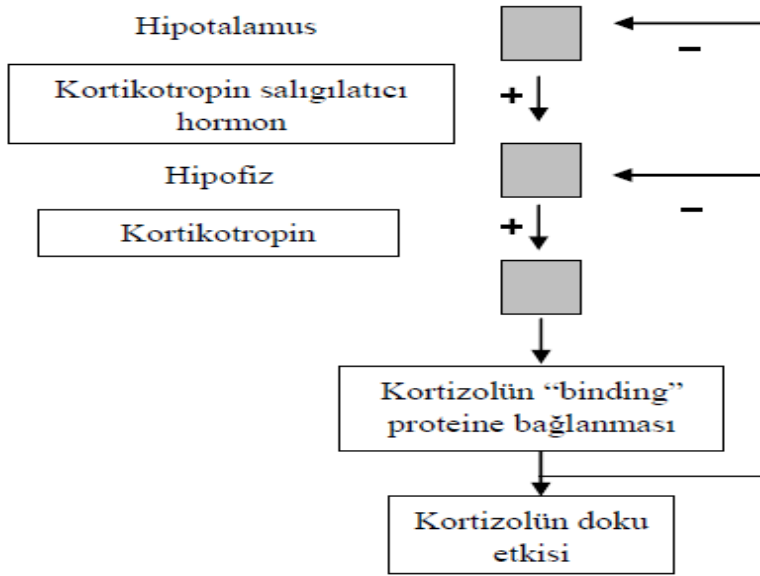 Hipotalamus
–
Kortikotropin salıgılatıcı
hormon
+
Hipofiz
–
Kortikotropin
+
Kortizolün “binding”
proteine bağlanması
Kortizolün doku
etkisi